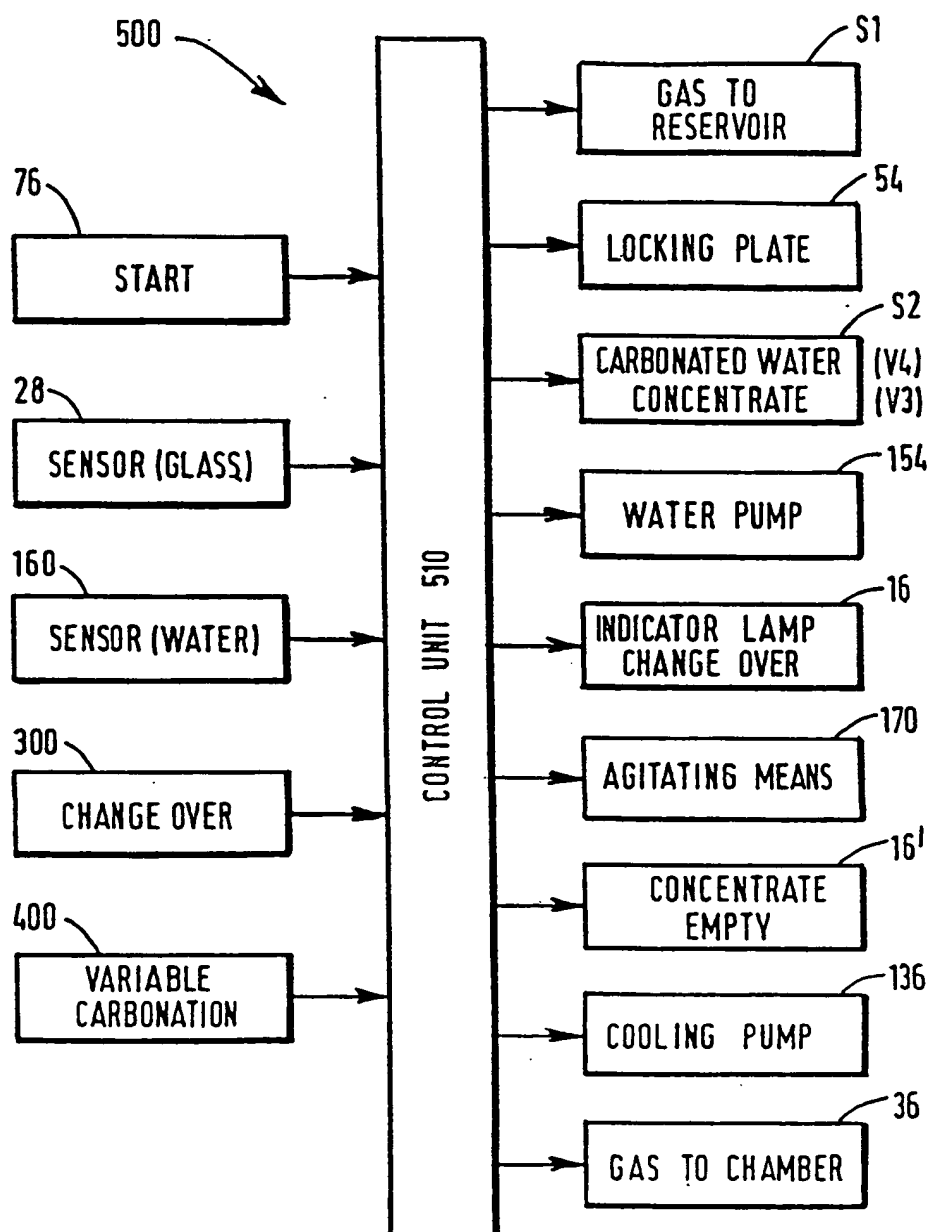 500
76
START
28
SENSOR (GLASS)
160
SENSOR (WATER)
300
CHANGE OVER
400
VARIABLE
CARBONATION
CONTROL UNIT 510
S1
GAS TO
RESERVOIR
54
LOCKING PLATE
S2
CARBONATED WATER (V4)
CONCENTRATE (V3)
154
WATER PUMP
16
INDICATOR LAMP
CHANGE OVER
170
AGITATING MEANS
16'
CONCENTRATE
EMPTY
136
COOLING PUMP
36
GAS TO CHAMBER